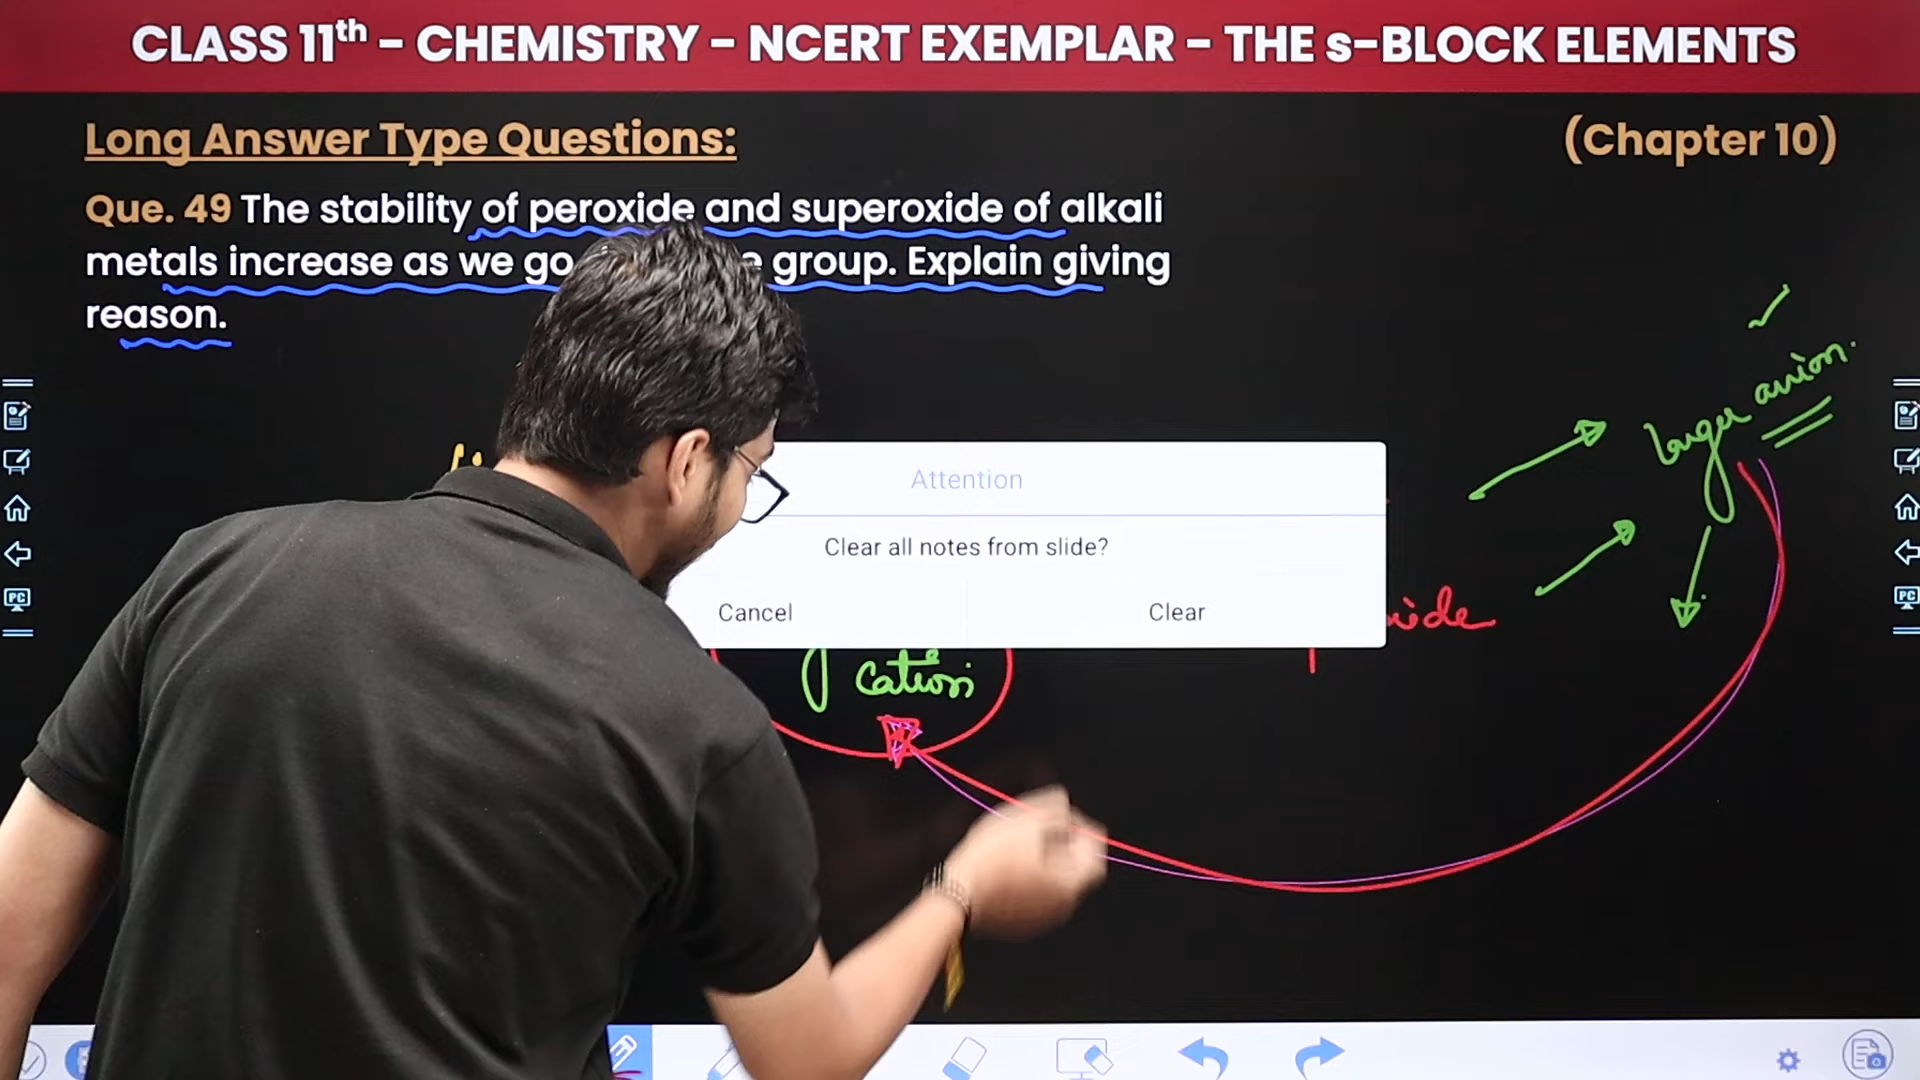 CLASS 11th - CHEMISTRY - NCERT EXEMPLAR - THE s-BLOCK ELEMENTS
Long Answer Type Questions:
(Chapter 10)
Que. 49 The stability of peroxide and superoxide of alkali
metals increase as we go group. Explain giving
reason.
larger anion.
Attention
Clear all notes from slide?
Cancel
Clear
cation
PC
PC